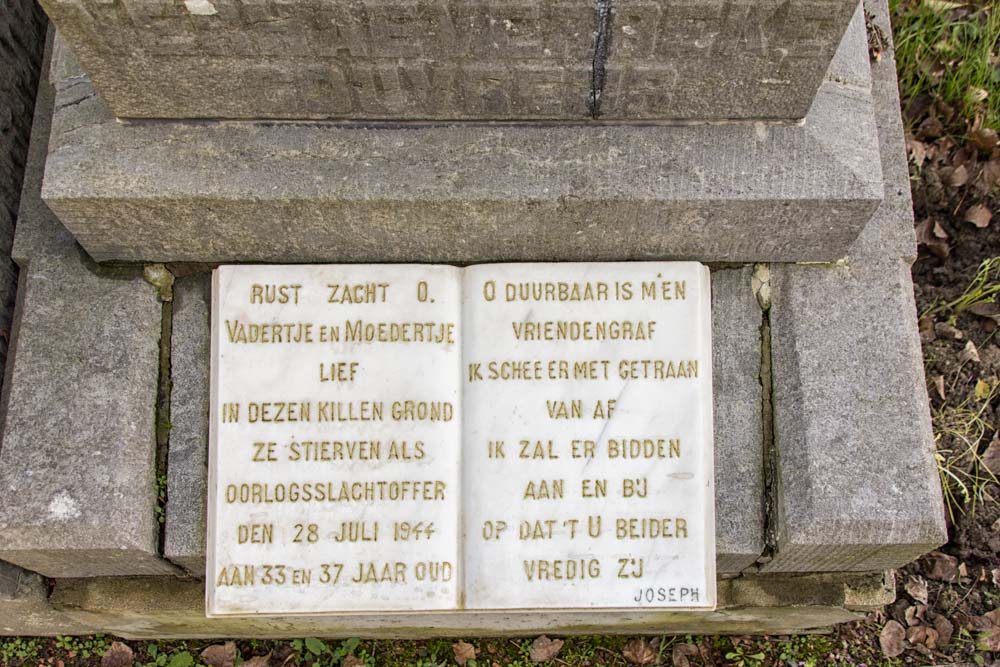 RUST ZACHT O.
VADERTJE EN MOEDERTJE
LIEF
IN DEZEN KILLEN GROND
ZE STIERVEN ALS
OORLOGSSLACHTOFFER
DEN 28 JULI 1944
AAN 33 EN 37 JAAR OUD
O DUURBAAR IS M'EN
VRIENDENGRAF
IK SCHEE ER MET GETRAAN
VAN AF
IK ZAL ER BIDDEN
AAN EN BIJ
OP DAT 'T U BEIDER
VREDIG ZIJ
JOSEPH